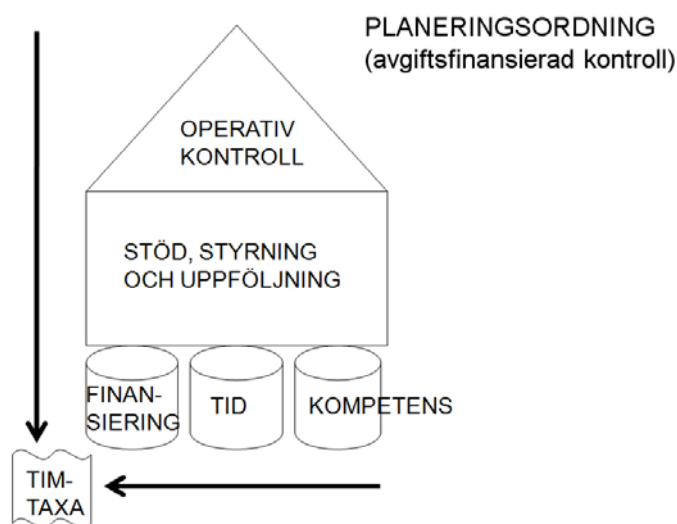 PLANERINGSORDNING
(avgiftsfinansierad kontroll)
OPERATIV
KONTROLL
STÖD, STYRNING
OCH UPPFÖLJNING
FINAN-
SIERING
TID
KOMPETENS
TIM-
TAXA